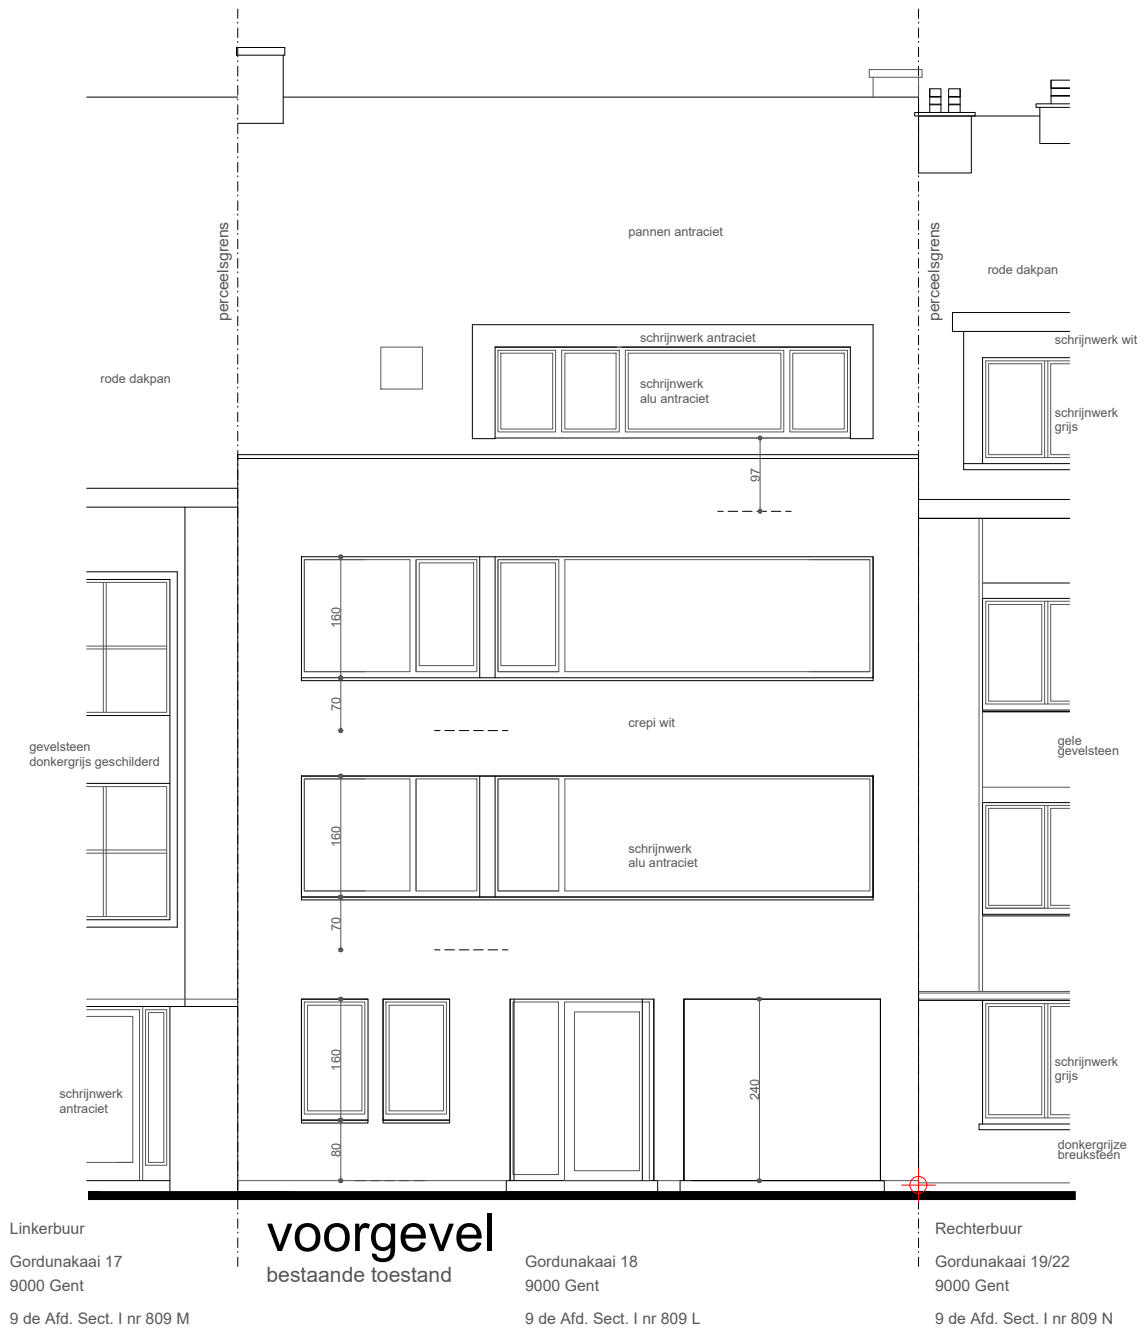 perceelsgrens
perceelsgrens
pannen antraciet
rode dakpan
schrijnwerk antraciet
schrijnwerk wit
rode dakpan
schrijnwerk
alu antraciet
schrijnwerk
grijs
97
160
70
crepi wit
gevelsteen
donkergrijs geschilderd
gele
gevelsteen
160
schrijnwerk
alu antraciet
70
160
240
schrijnwerk
grijs
schrijnwerk
antraciet
80
donkergrijze
breuksteen
voorgevel
bestaande toestand
Linkerbuur
Gordunakaai 17
9000 Gent
9 de Afd. Sect. I nr 809 M
Gordunakaai 18
9000 Gent
9 de Afd. Sect. I nr 809 L
Rechterbuur
Gordunakaai 19/22
9000 Gent
9 de Afd. Sect. I nr 809 N